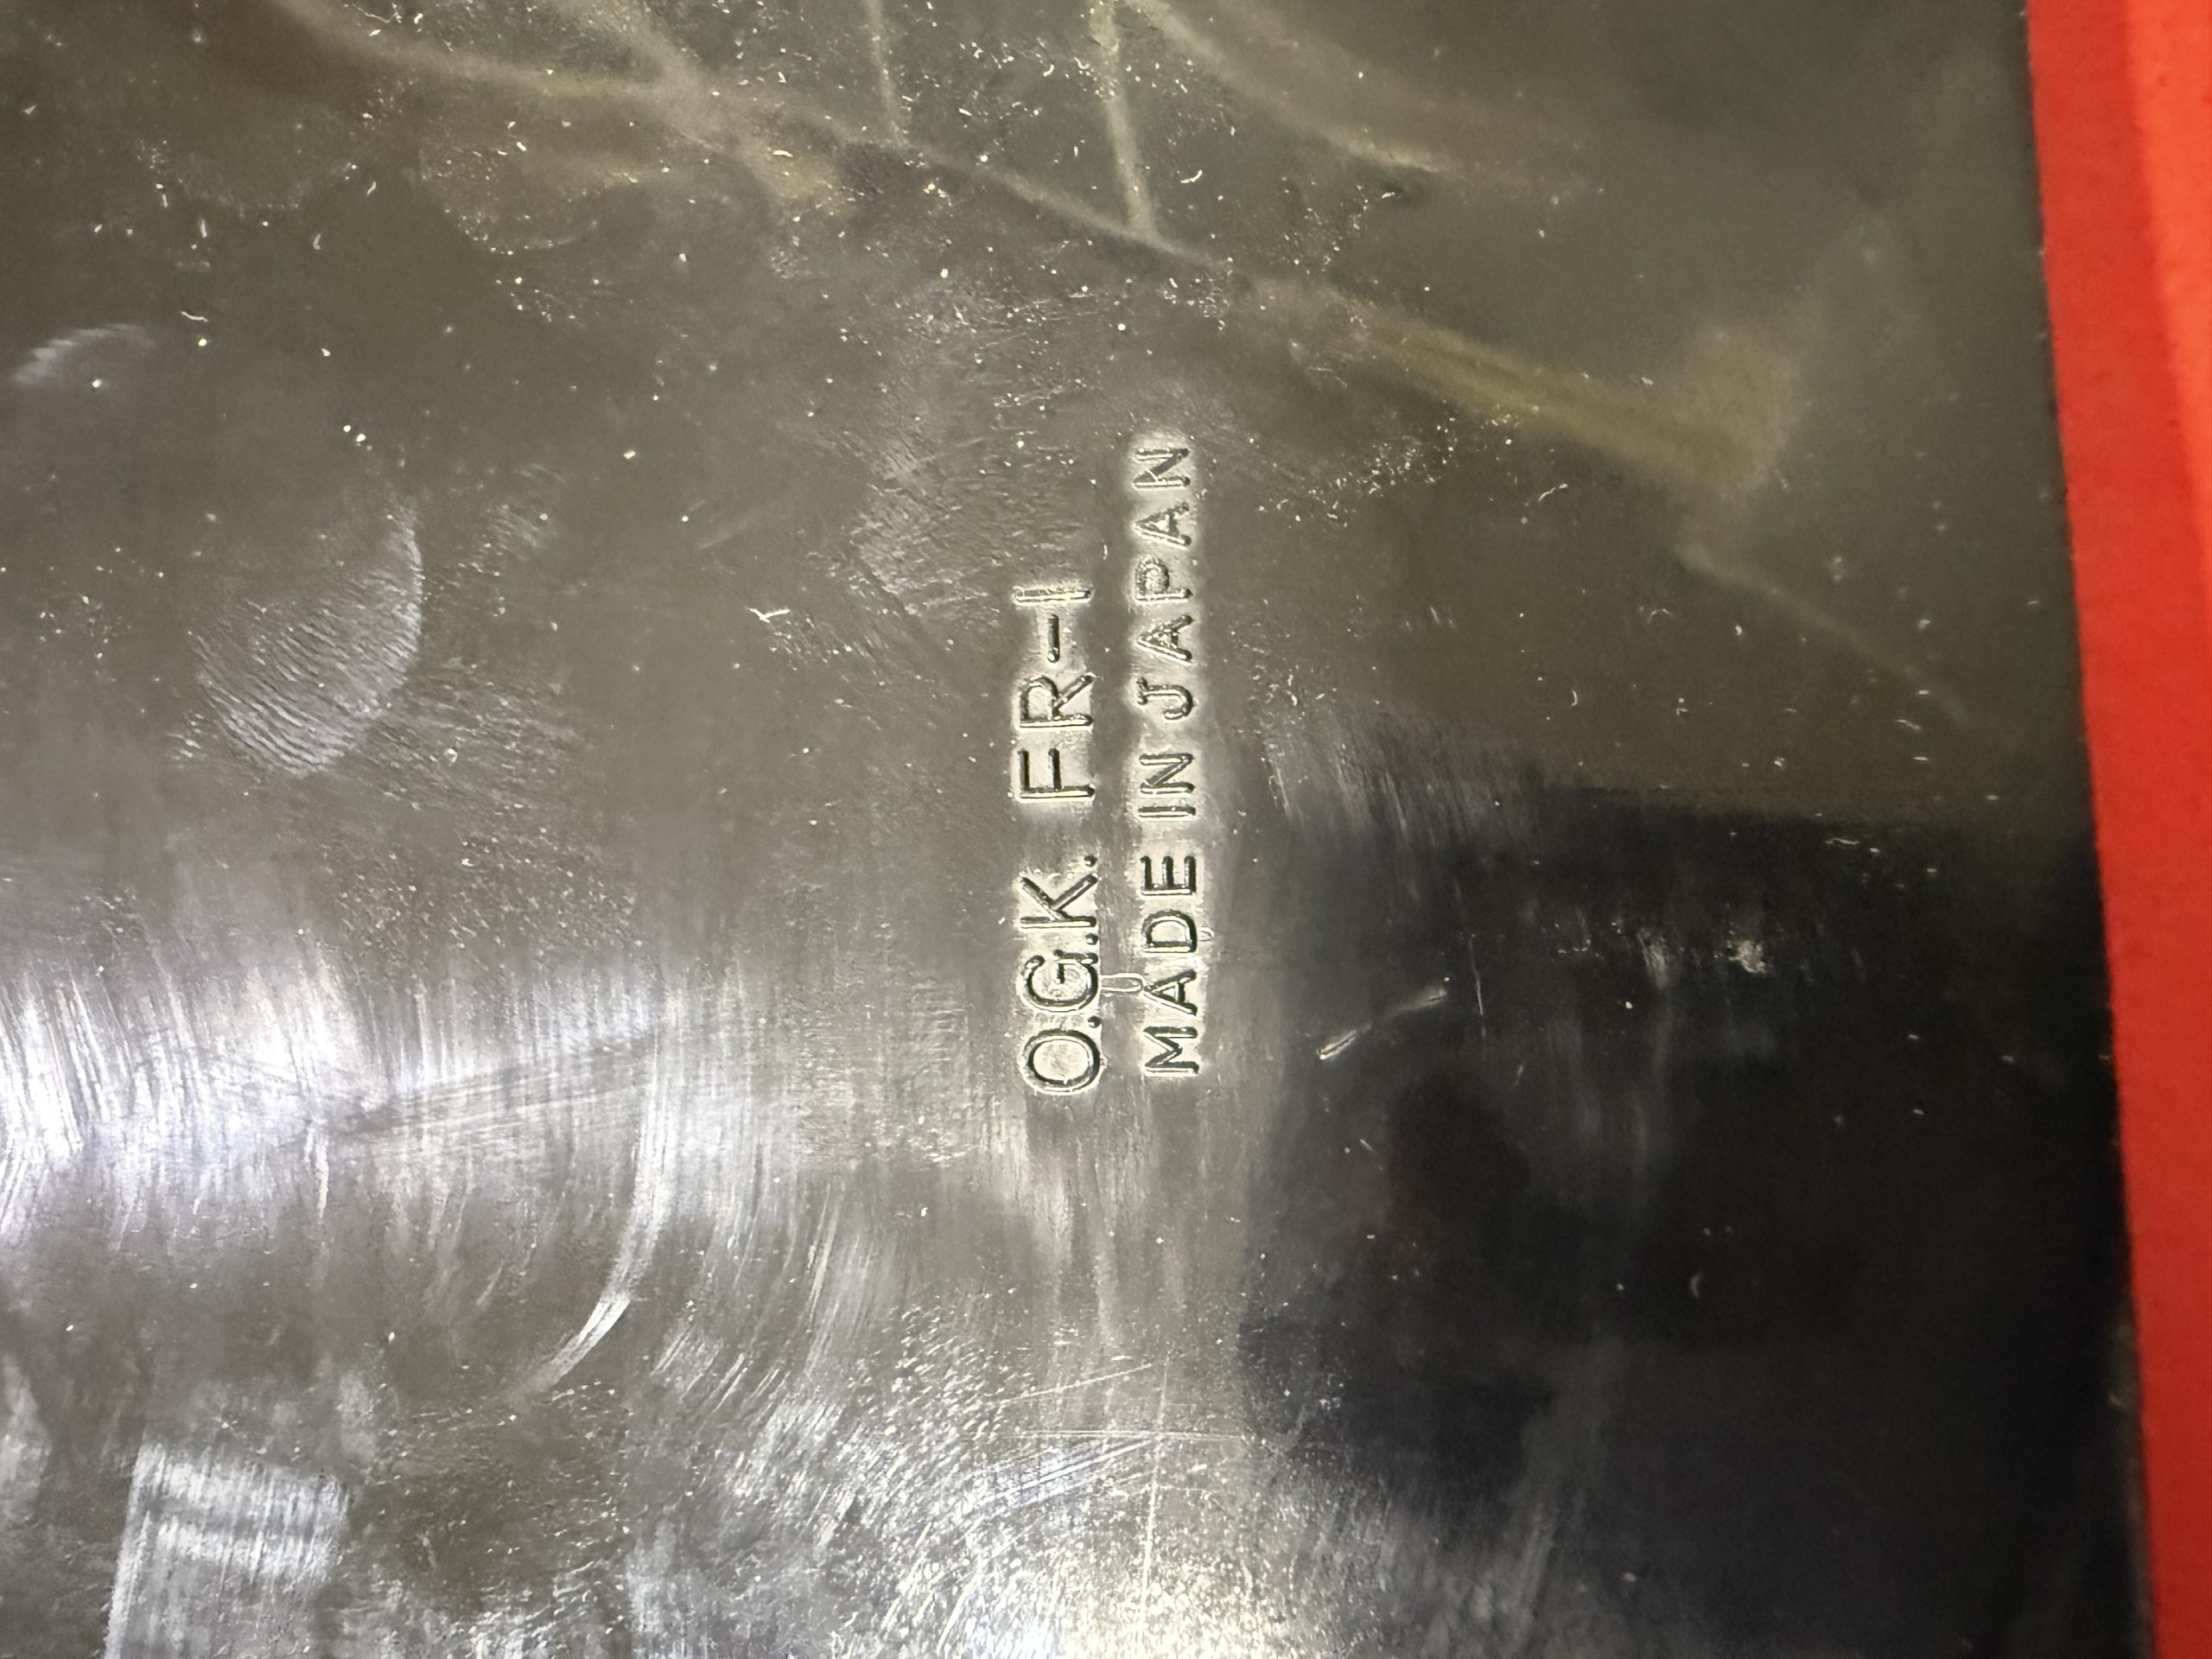 O.G.K. FR-1
MADE IN JAPAN